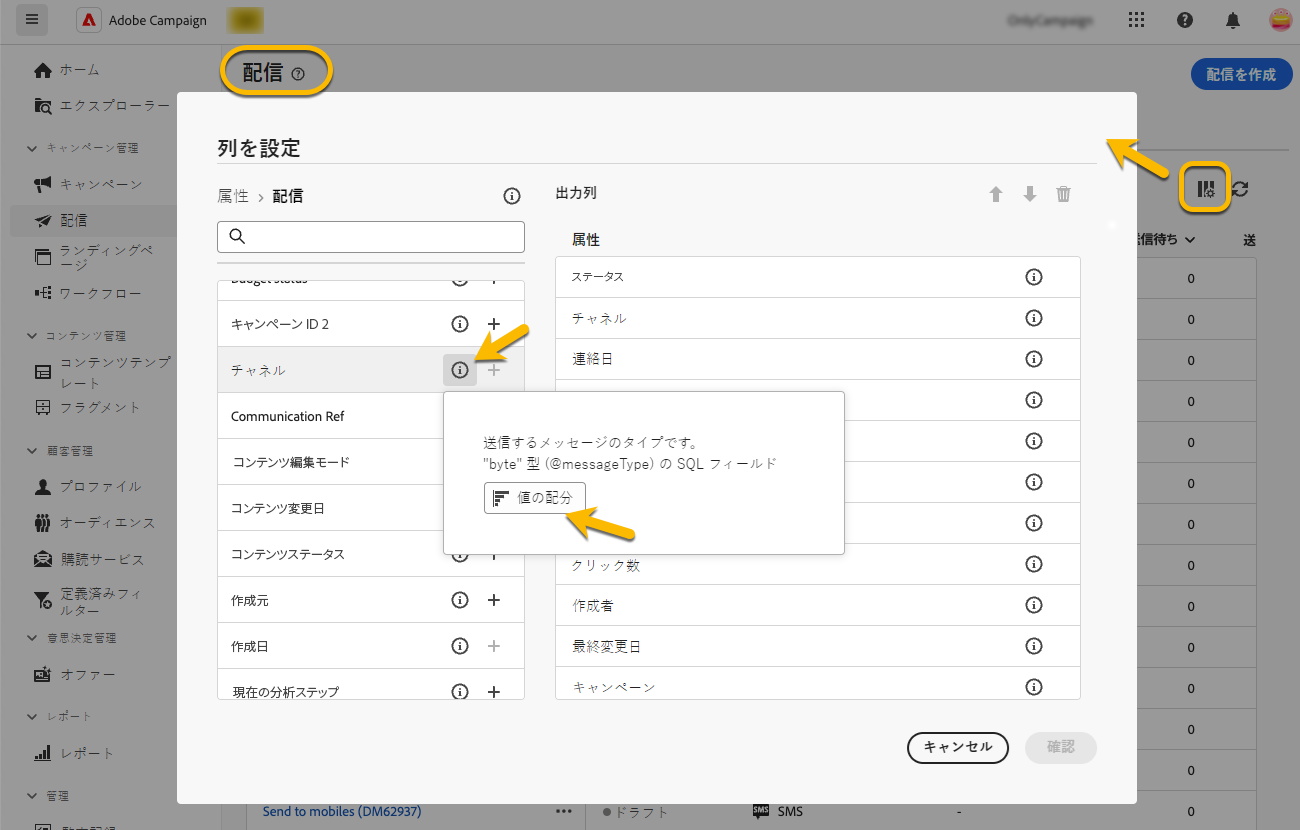 Adobe Campaign
ホーム
エクスプローラー
キャンペーン管理
キャンペーン
配信
ランディングペ
ージ
ワークフロー
コンテンツ管理
コンテンツテンプ
レート
フラグメント
顧客管理
プロファイル
オーディエンス
購読サービス
定義済みフィ
ルター
意思決定管理
オファー
レポート
レポート
管理
配信
配信を作成
列を設定
属性 > 配信
Budget status
キャンペーン ID 2
チャネル
Communication Ref
コンテンツ編集モード
コンテンツ変更日
コンテンツステータス
作成元
作成日
現在の分析ステップ
送信するメッセージのタイプです。
"byte" 型 (@messageType) の SQL フィールド
値の配分
出力列
属性
ステータス
チャネル
連絡日
クリック数
作成者
最終変更日
キャンペーン
キャンセル
確認
信待ち
送
0
0
0
0
0
0
0
0
0
0
0
0
0
Send to mobiles (DM62937)
ドラフト
SMS SMS
-
0